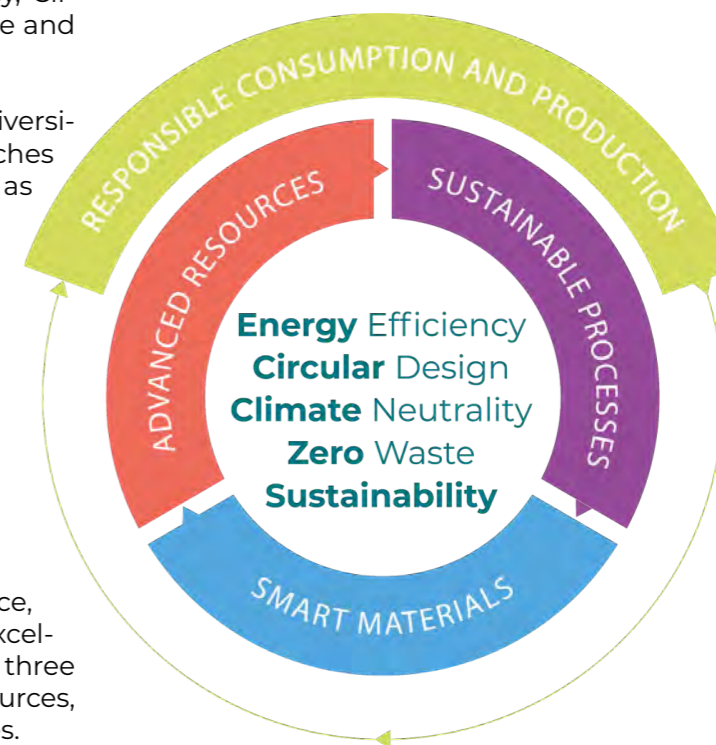 e and
iversi-
ches
as
ce,
xcel-
three
urces,
s.
RESPONSIBLE CONSUMPTION AND PRODUCTION
ADVANCED RESOURCES
SUSTAINABLE PROCESSES
SMART MATERIALS
Energy Efficiency
Circular Design
Climate Neutrality
Zero Waste
Sustainability